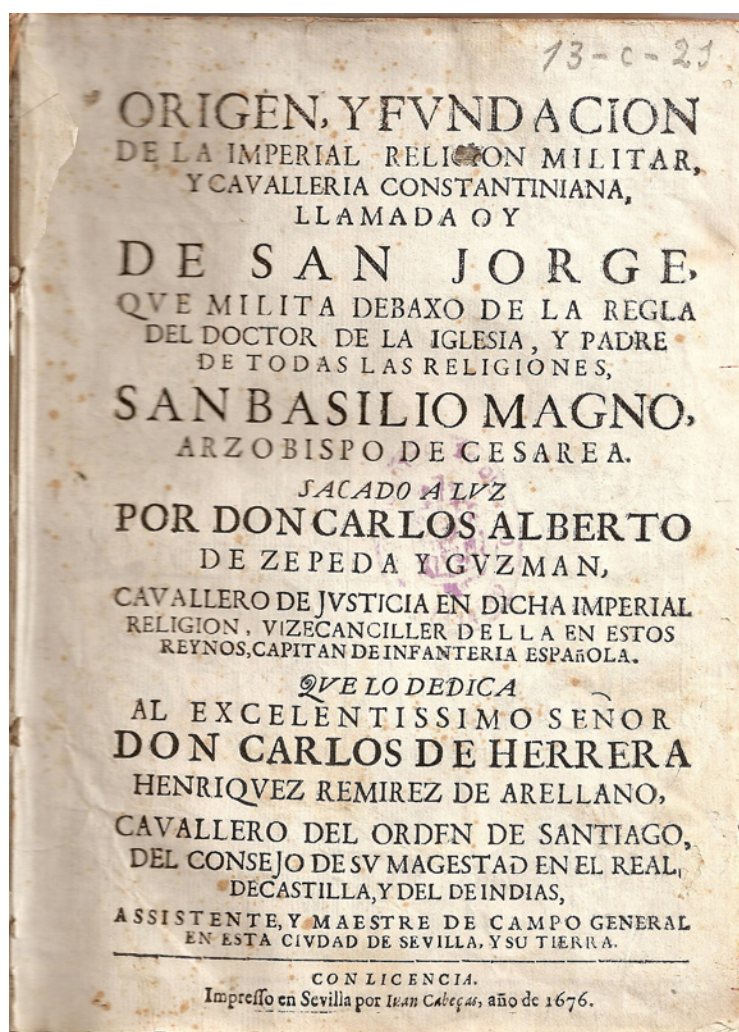 13-c-21
ORIGEN, Y FVNDACION
DE LA IMPERIAL RELIGION MILITAR,
Y CAVALLERIA CONSTANTINIANA,
LLAMADA OY
DE SAN JORGE,
QVE MILITA DEBAXO DE LA REGLA
DEL DOCTOR DE LA IGLESIA, Y PADRE
DE TODAS LAS RELIGIONES,
SAN BASILIO MAGNO,
ARZOBISPO DE CESAREA.
SACADO A LVZ
POR DON CARLOS ALBERTO
DE ZEPEDA Y GVZMAN,
CAVALLERO DE JVSTICIA EN DICHA IMPERIAL
RELIGION, VIZECANCILLER DELLA EN ESTOS
REYNOS, CAPITAN DE INFANTERIA ESPAñOLA.
QVE LO DEDICA
AL EXCELENTISSIMO SEÑOR
DON CARLOS DE HERRERA
HENRIQVEZ REMIREZ DE ARELLANO,
CAVALLERO DEL ORDEN DE SANTIAGO,
DEL CONSEJO DE SV MAGESTAD EN EL REAL,
DE CASTILLA, Y DEL DE INDIAS,
ASSISTENTE, Y MAESTRE DE CAMPO GENERAL
EN ESTA CIVDAD DE SEVILLA, Y SU TIERRA.
CON LICENCIA.
Impresso en Sevilla por Iuan Cabeças, año de 1676.